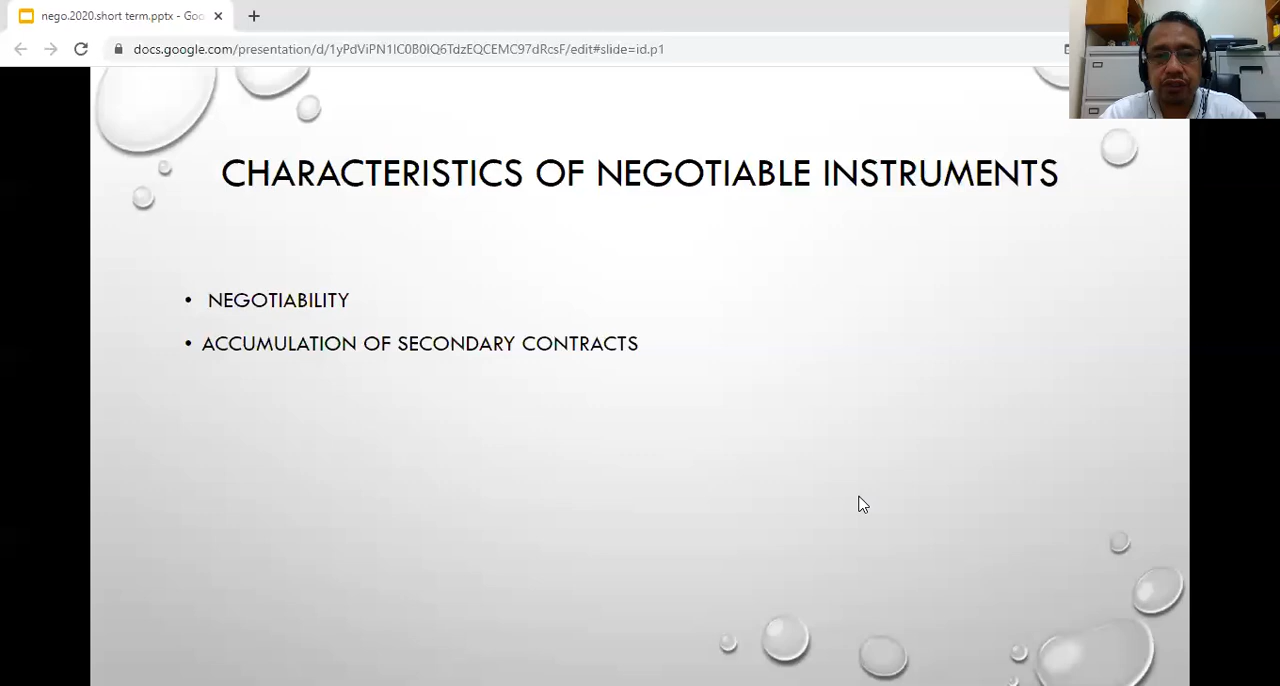 nego.2020.short term.pptx - Goo
docs.google.com/presentation/d/1yPdViPN1lC0B0IQ6TdzEQCEMC97dRcsF/edit#slide=id.p1
CHARACTERISTICS OF NEGOTIABLE INSTRUMENTS
• NEGOTIABILITY
• ACCUMULATION OF SECONDARY CONTRACTS